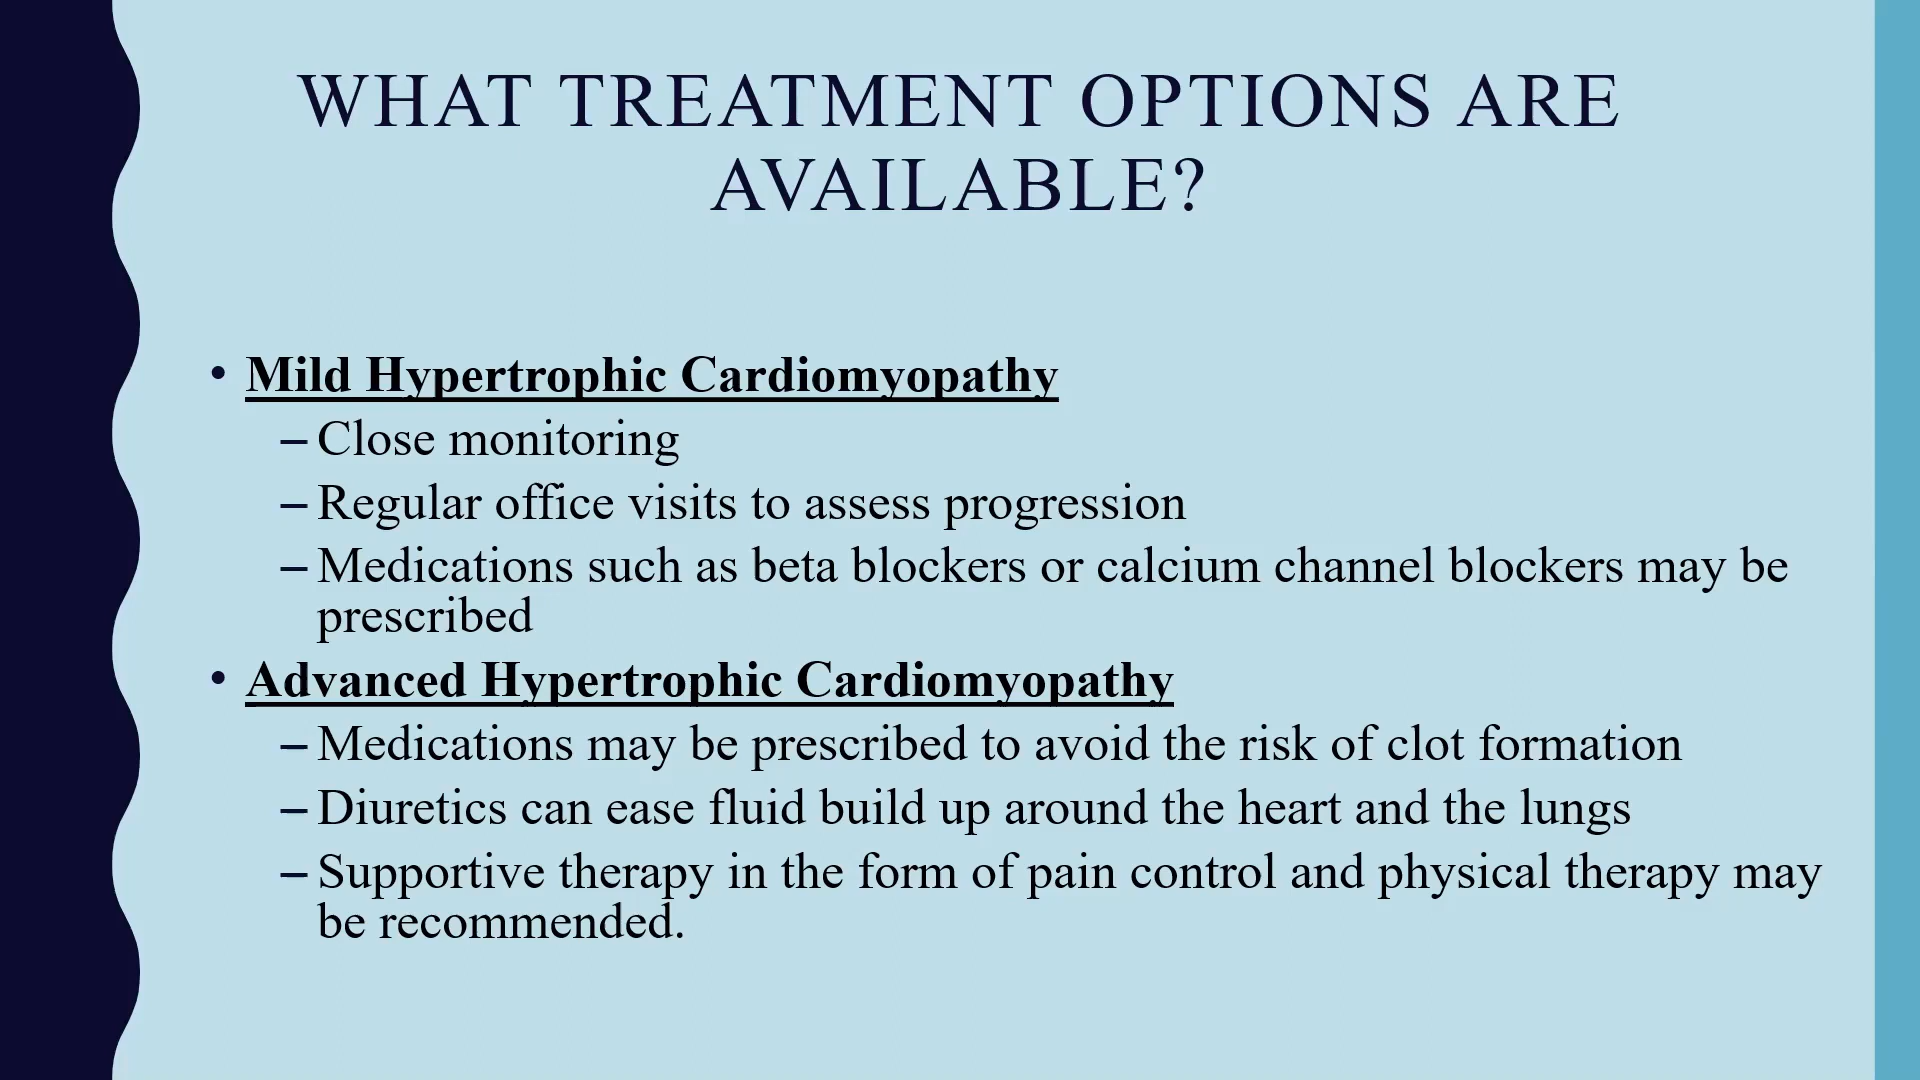 WHAT TREATMENT OPTIONS ARE
AVAILABLE?
• Mild Hypertrophic Cardiomyopathy
– Close monitoring
– Regular office visits to assess progression
– Medications such as beta blockers or calcium channel blockers may be
prescribed
• Advanced Hypertrophic Cardiomyopathy
– Medications may be prescribed to avoid the risk of clot formation
– Diuretics can ease fluid build up around the heart and the lungs
– Supportive therapy in the form of pain control and physical therapy may
be recommended.